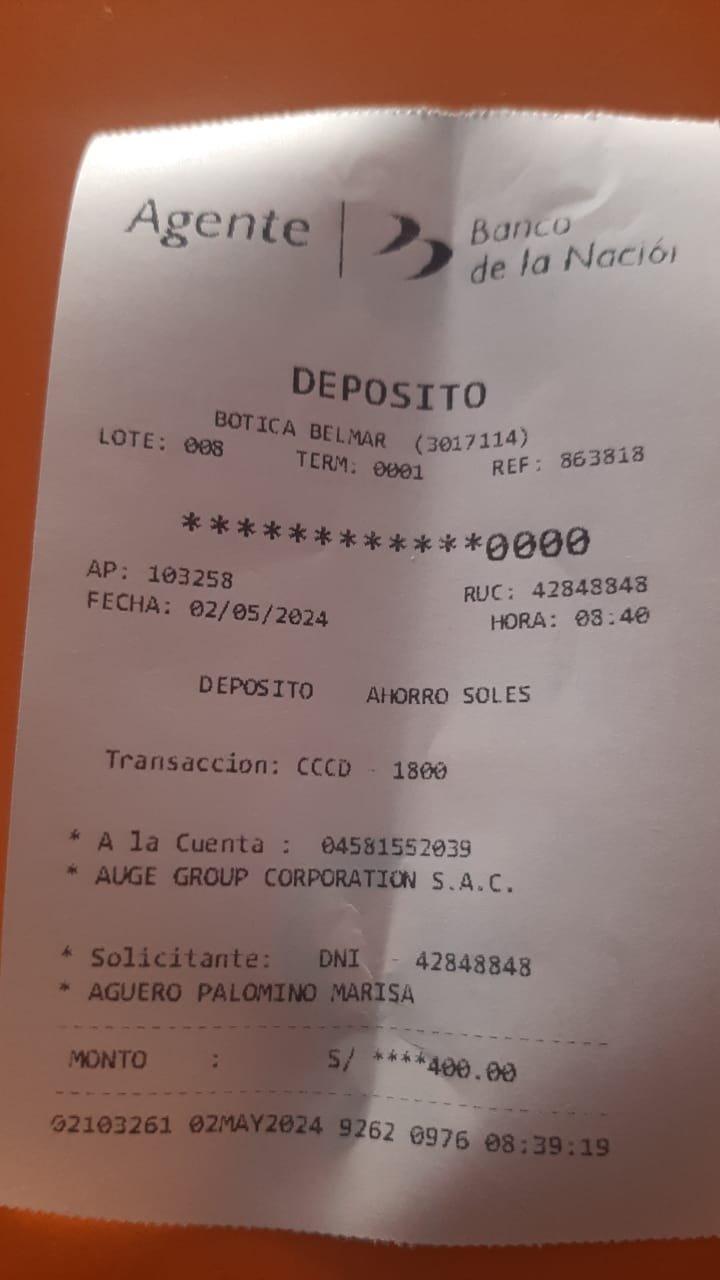 Agente | Banco
de la Nación
DEPOSITO
BOTICA BELMAR (3017114)
LOTE: 008 TERM: 0001 REF: 863818
************0000
AP: 103258 RUC: 42848848
FECHA: 02/05/2024 HORA: 08:40
DEPOSITO AHORRO SOLES
Transaccion: CCCD - 1800
* A la Cuenta : 04581552039
* AUGE GROUP CORPORATION S.A.C.
* Solicitante: DNI - 42848848
* AGUERO PALOMINO MARISA
MONTO : S/ ****400.00
02103261 02MAY2024 9262 0976 08:39:19